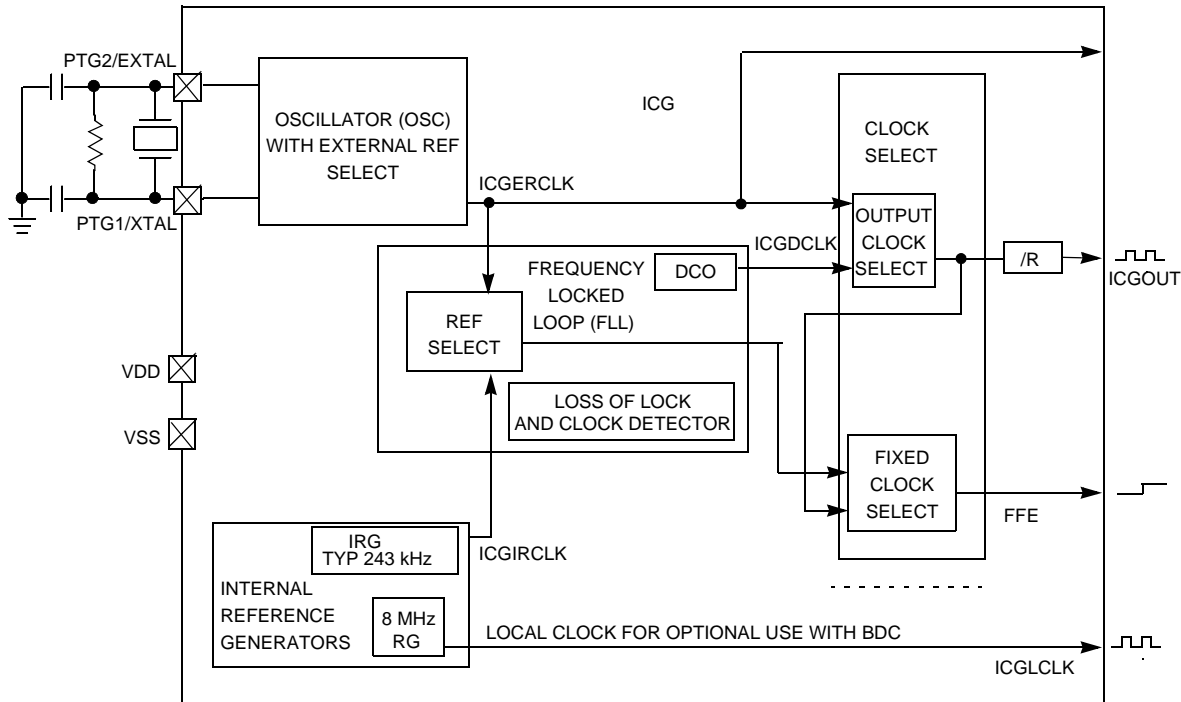 PTG2/EXTAL
PTG1/XTAL
VDD
VSS
OSCILLATOR (OSC)
WITH EXTERNAL REF
SELECT
ICG
ICGERCLK
CLOCK
SELECT
OUTPUT
CLOCK
SELECT
/R
ICGOUT
ICGDCLK
FREQUENCY
LOCKED
LOOP (FLL)
DCO
REF
SELECT
LOSS OF LOCK
AND CLOCK DETECTOR
FIXED
CLOCK
SELECT
FFE
IRG
TYP 243 kHz
ICGIRCLK
INTERNAL
REFERENCE
GENERATORS
8 MHz
RG
LOCAL CLOCK FOR OPTIONAL USE WITH BDC
ICGLCLK